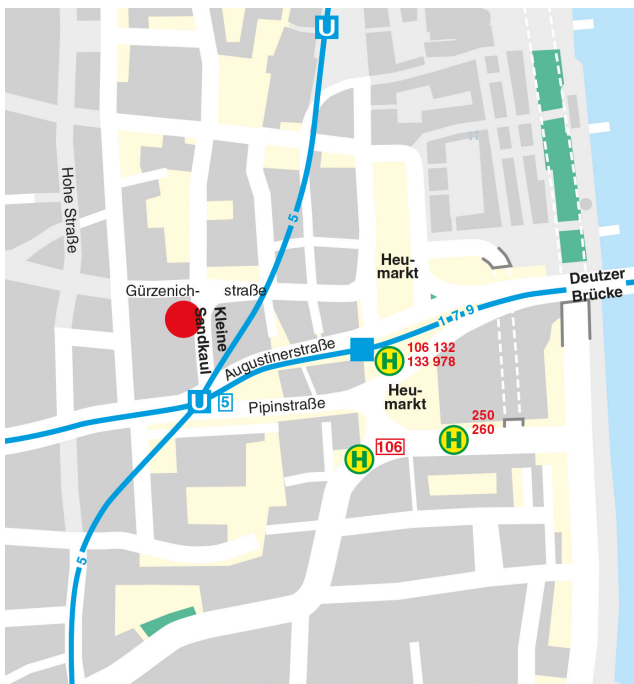 U
5
Hohe Straße
Heu-
markt
Gürzenich-
straße
Deutzer
Brücke
Kleine
Sandkaul
1·7·9
Augustinerstraße
H
106 132
133 978
Heu-
markt
U
5
Pipinstraße
250
260
H
106
H
5